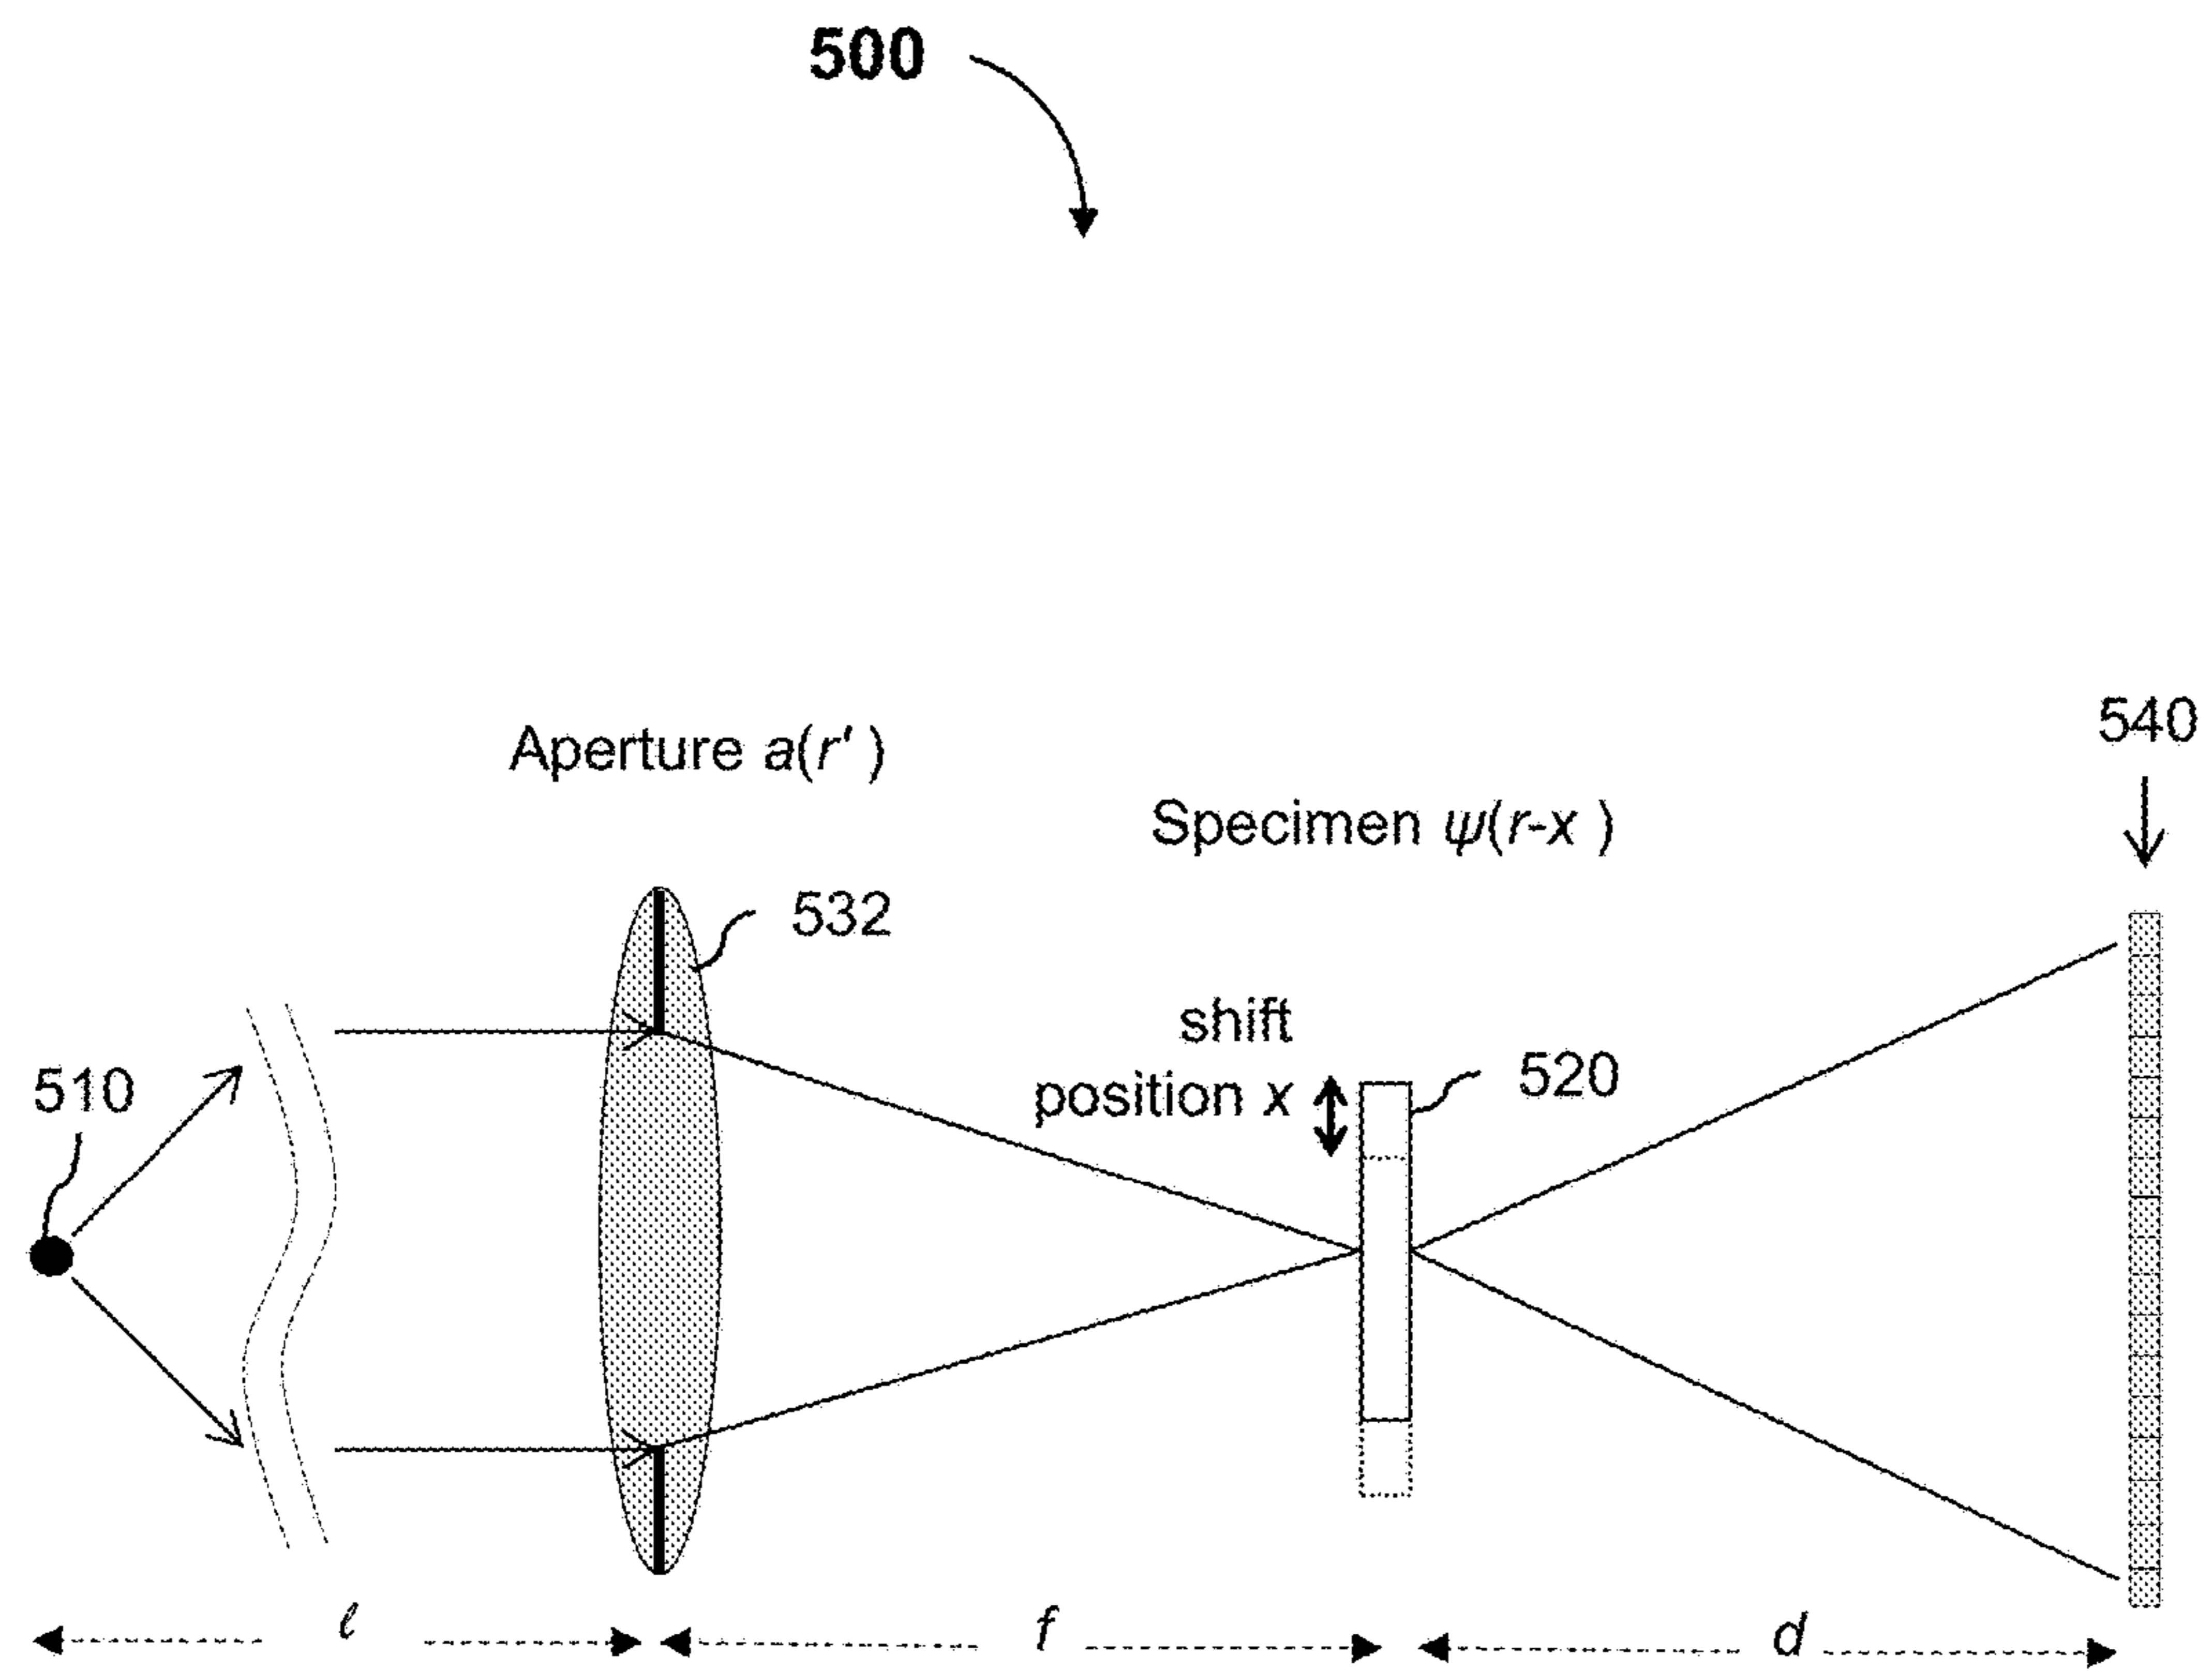 500
540
Aperture a(r')
Specimen ψ(r-x )
532
shift
position x
520
510
ℓ
f
d